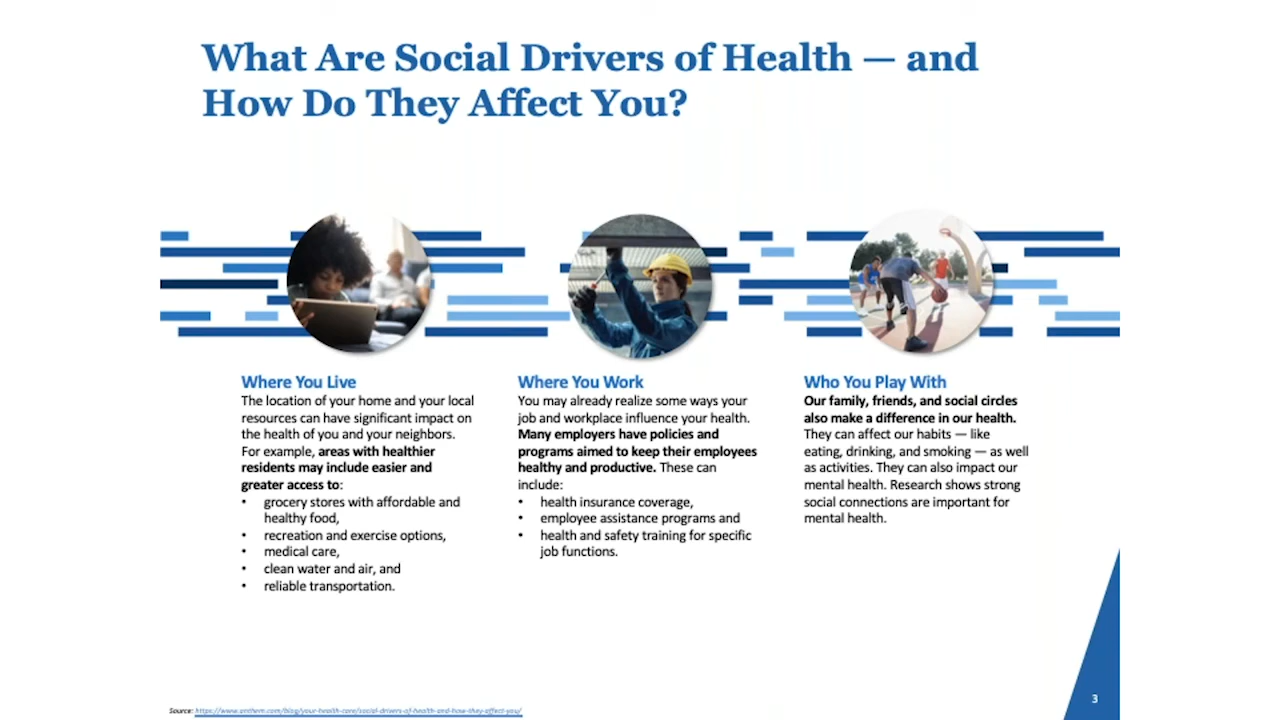 What Are Social Drivers of Health — and
How Do They Affect You?
Where You Live
The location of your home and your local
resources can have significant impact on
the health of you and your neighbors.
For example, areas with healthier
residents may include easier and
greater access to:
• grocery stores with affordable and
healthy food,
• recreation and exercise options,
• medical care,
• clean water and air, and
• reliable transportation.
Where You Work
You may already realize some ways your
job and workplace influence your health.
Many employers have policies and
programs aimed to keep their employees
healthy and productive. These can
include:
• health insurance coverage,
• employee assistance programs and
• health and safety training for specific
job functions.
Who You Play With
Our family, friends, and social circles
also make a difference in our health.
They can affect our habits — like
eating, drinking, and smoking — as well
as activities. They can also impact our
mental health. Research shows strong
social connections are important for
mental health.
Source: https://www.anthem.com/blog/your-health-care/social-drivers-of-health-and-how-they-affect-you/
3